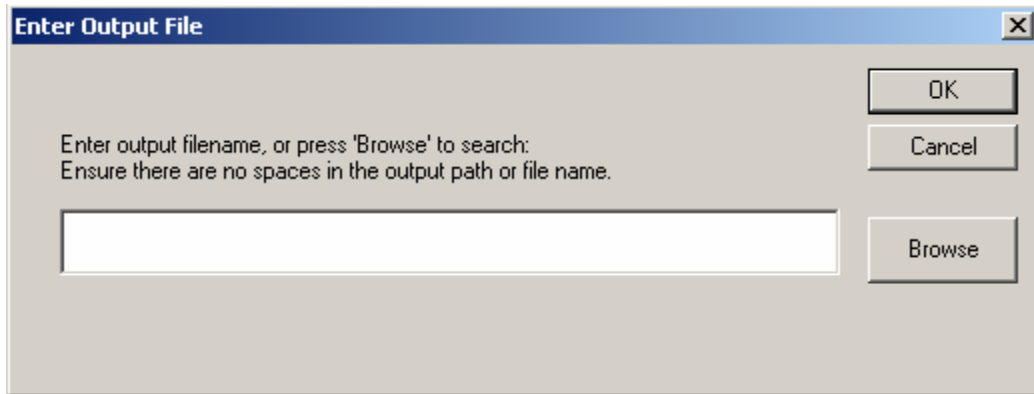 Enter Output File
OK
Enter output filename, or press 'Browse' to search:
Cancel
Ensure there are no spaces in the output path or file name.
Browse